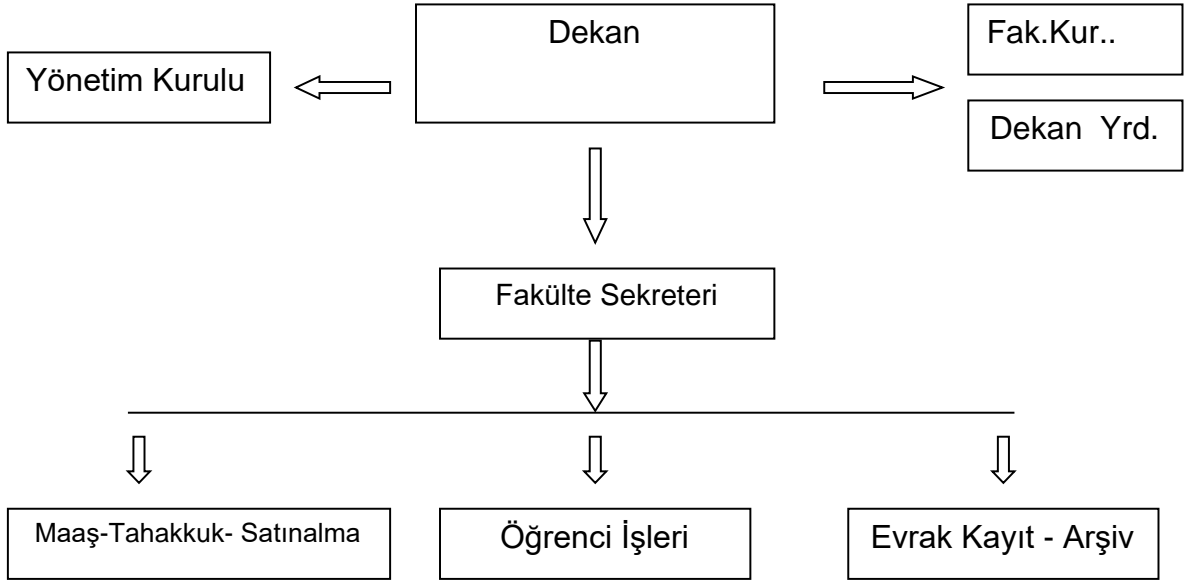 Dekan
Fak.Kur..
Yönetim Kurulu
Dekan Yrd.
Fakülte Sekreteri
Maaş-Tahakkuk- Satınalma
Öğrenci İşleri
Evrak Kayıt - Arşiv